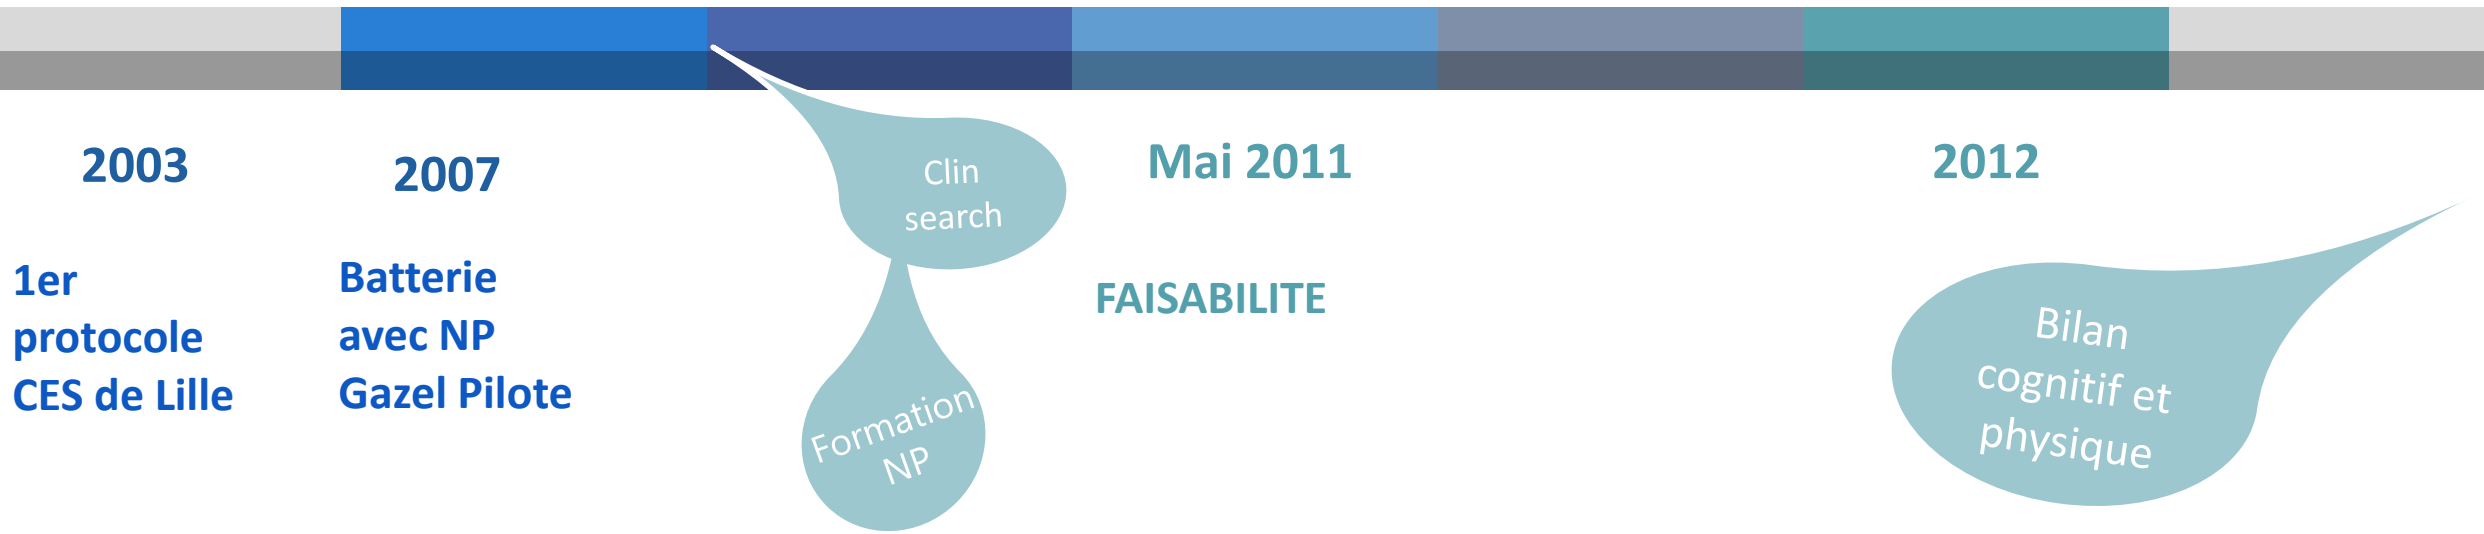 2003
1er
protocole
CES de Lille
2007
Batterie
avec NP
Gazel Pilote
Clin
search
Formation
NP
Mai 2011
FAISABILITE
2012
Bilan
cognitif et
physique